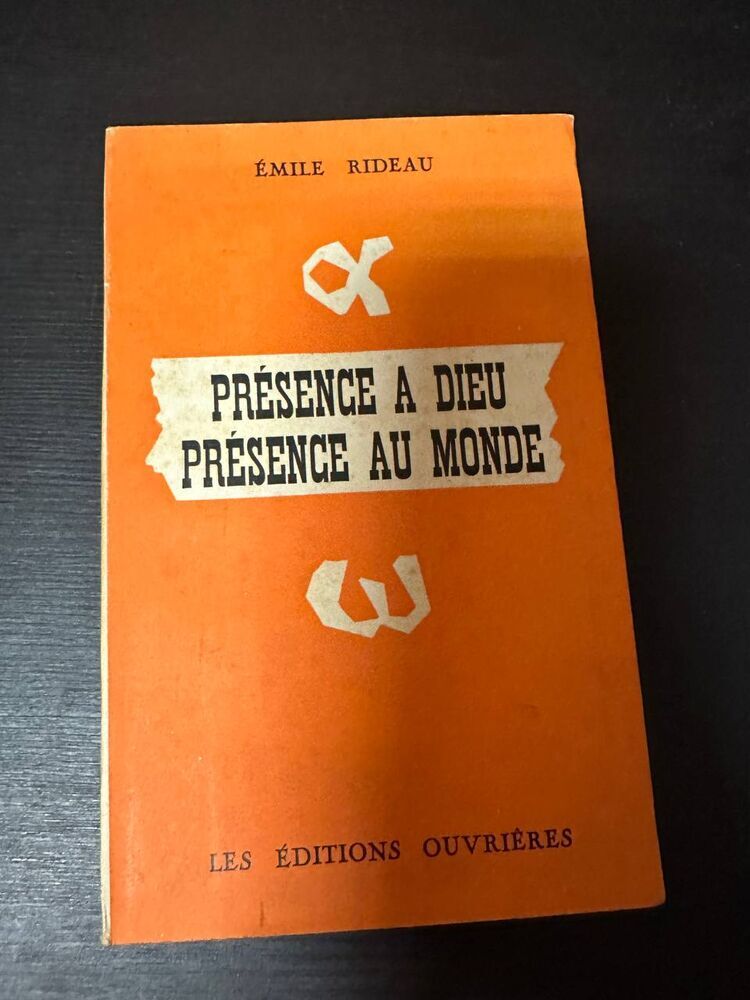 ÉMILE RIDEAU
α
PRÉSENCE A DIEU
PRÉSENCE AU MONDE
ω
LES ÉDITIONS OUVRIÈRES